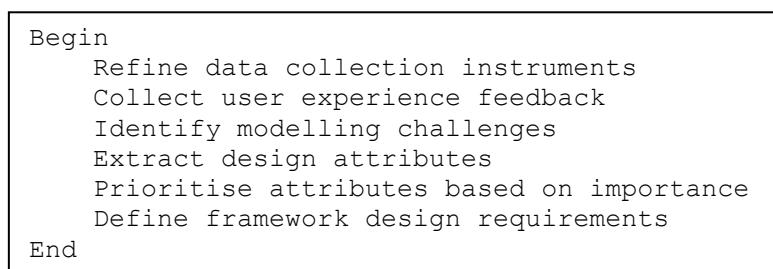 Begin
Refine data collection instruments
Collect user experience feedback
Identify modelling challenges
Extract design attributes
Prioritise attributes based on importance
Define framework design requirements
End